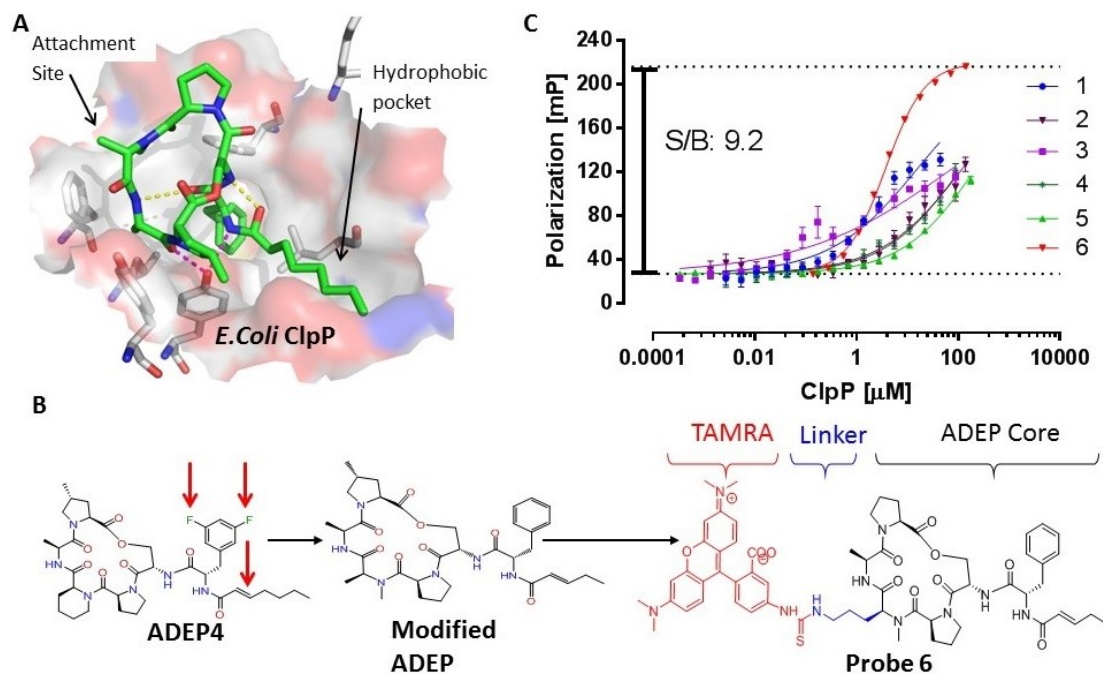 A
Attachment
Site
Hydrophobic
pocket
E.Coli ClpP
C
240
200
160
120
80
40
0
Polarization [mP]
S/B: 9.2
1
2
3
4
5
6
0.0001
0.01
1
100
10000
ClpP [μM]
B
TAMRA
Linker
ADEP Core
ADEP4
Modified
ADEP
Probe 6